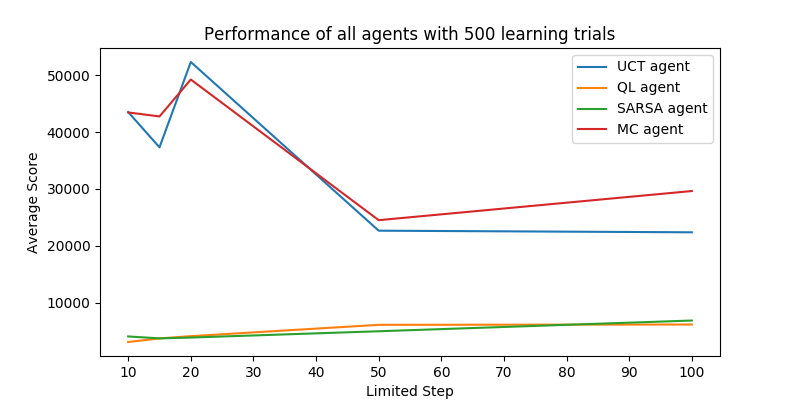 Performance of all agents with 500 learning trials
UCT agent
QL agent
SARSA agent
MC agent
Average Score
50000
40000
30000
20000
10000
10 20 30 40 50 60 70 80 90 100
Limited Step